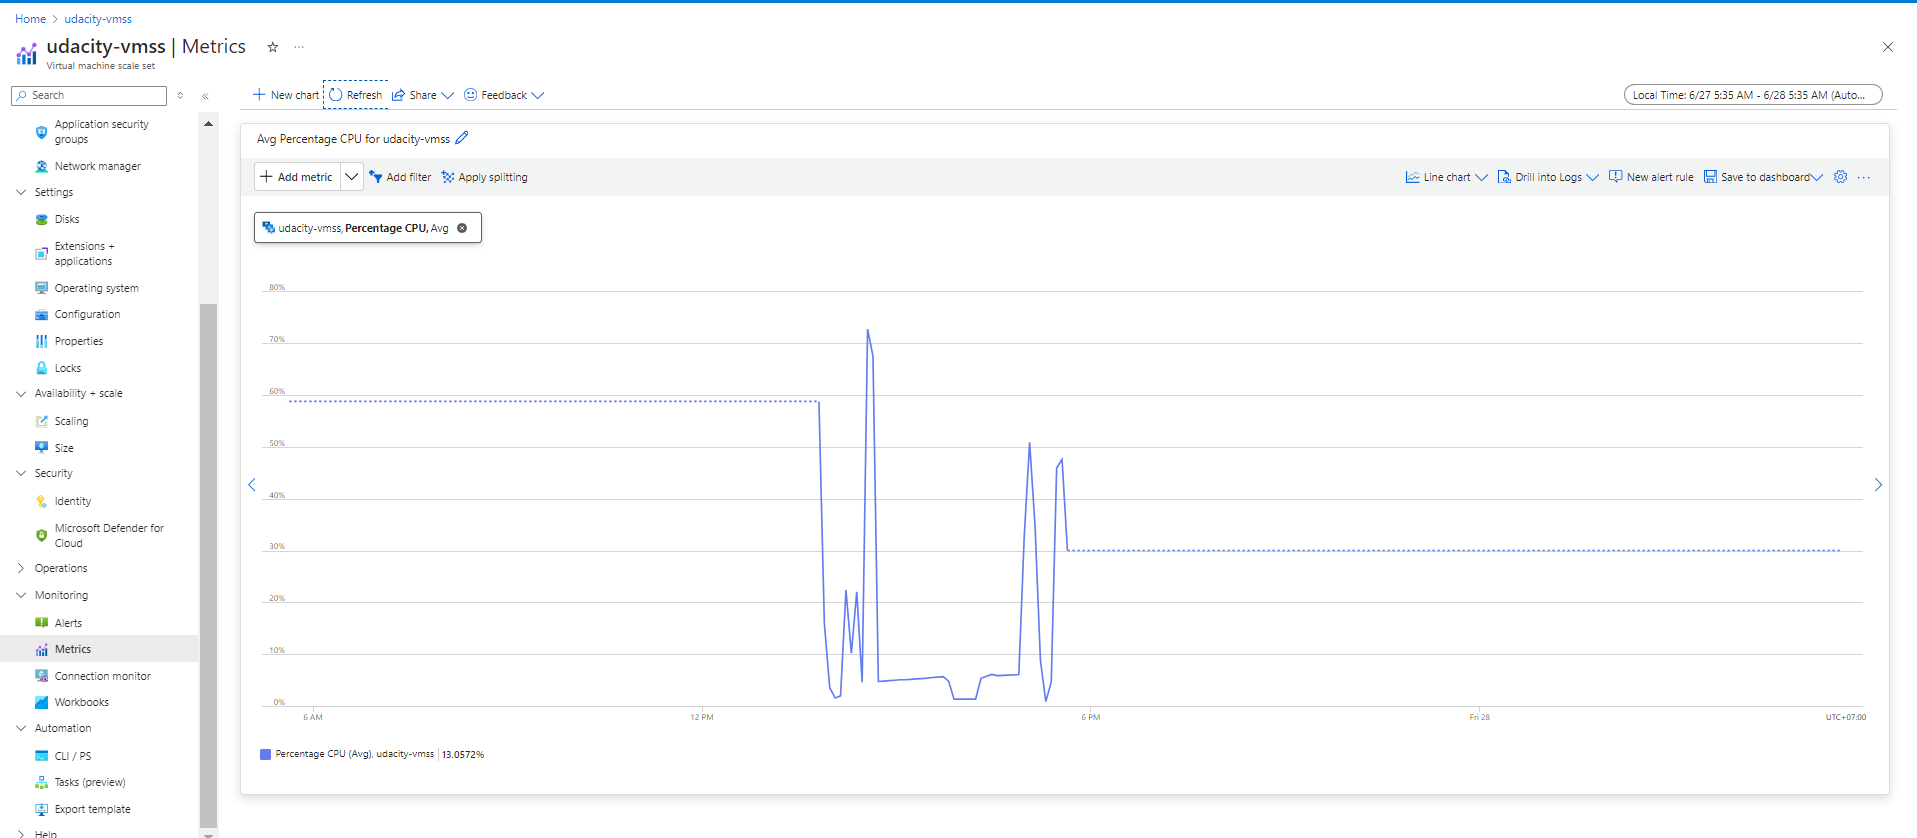 Home > udacity-vmss
udacity-vmss | Metrics
Virtual machine scale set
Search
Application security
groups
Network manager
Settings
Disks
Extensions +
applications
Operating system
Configuration
Properties
Locks
Availability + scale
Scaling
Size
Security
Identity
Microsoft Defender for
Cloud
Operations
Monitoring
Alerts
Metrics
Connection monitor
Workbooks
Automation
CLI / PS
Tasks (preview)
Export template
Help
New chart Refresh Share Feedback
Local Time: 6/27 5:35 AM - 6/28 5:35 AM (Auto...
Avg Percentage CPU for udacity-vmss
Add metric Add filter Apply splitting
Line chart Drill into Logs New alert rule Save to dashboard
udacity-vmss, Percentage CPU, Avg
80%
70%
60%
50%
40%
30%
20%
10%
0%
6 AM 12 PM 6 PM Fri 28 UTC+07:00
Percentage CPU (Avg), udacity-vmss | 13.0572%